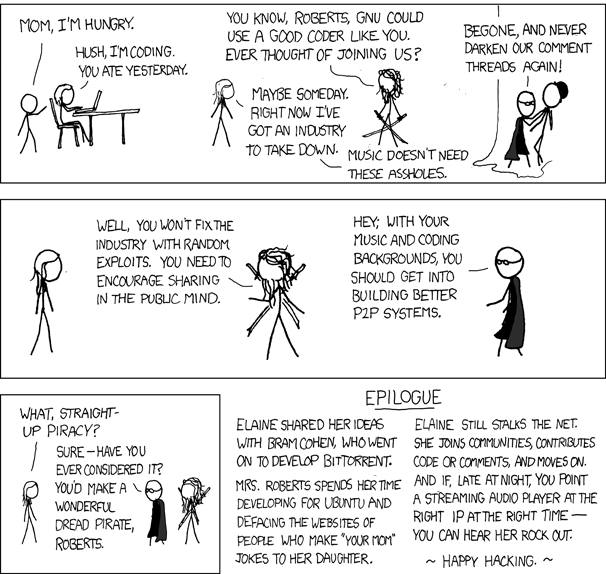 MOM, I'M HUNGRY.
HUSH, I'M CODING.
YOU ATE YESTERDAY.
YOU KNOW, ROBERTS, GNU COULD
USE A GOOD CODER LIKE YOU.
EVER THOUGHT OF JOINING US?
MAYBE SOMEDAY.
RIGHT NOW I'VE
GOT AN INDUSTRY
TO TAKE DOWN.
MUSIC DOESN'T NEED
THESE ASSHOLES.
BEGONE, AND NEVER
DARKEN OUR COMMENT
THREADS AGAIN!
WELL, YOU WON'T FIX THE
INDUSTRY WITH RANDOM
EXPLOITS. YOU NEED TO
ENCOURAGE SHARING
IN THE PUBLIC MIND.
HEY, WITH YOUR
MUSIC AND CODING
BACKGROUNDS, YOU
SHOULD GET INTO
BUILDING BETTER
P2P SYSTEMS.
WHAT, STRAIGHT-
UP PIRACY?
SURE—HAVE YOU
EVER CONSIDERED IT?
YOU'D MAKE A
WONDERFUL
DREAD PIRATE,
ROBERTS.
EPILOGUE
ELAINE SHARED HER IDEAS
WITH BRAM COHEN, WHO WENT
ON TO DEVELOP BITTORRENT.
MRS. ROBERTS SPENDS HER TIME
DEVELOPING FOR UBUNTU AND
DEFACING THE WEBSITES OF
PEOPLE WHO MAKE "YOUR MOM"
JOKES TO HER DAUGHTER.
ELAINE STILL STALKS THE NET.
SHE JOINS COMMUNITIES, CONTRIBUTES
CODE OR COMMENTS, AND MOVES ON.
AND IF, LATE AT NIGHT, YOU POINT
A STREAMING AUDIO PLAYER AT THE
RIGHT IP AT THE RIGHT TIME—
YOU CAN HEAR HER ROCK OUT.
~ HAPPY HACKING. ~